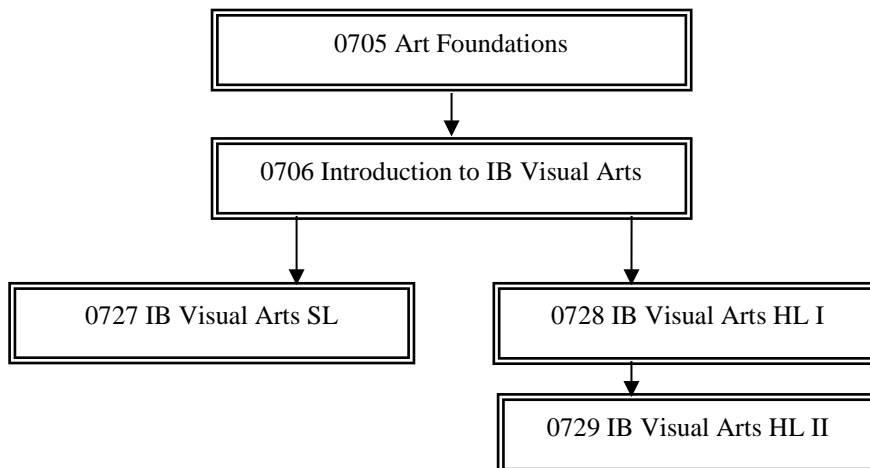 0705 Art Foundations
0706 Introduction to IB Visual Arts
0727 IB Visual Arts SL
0728 IB Visual Arts HL I
0729 IB Visual Arts HL II